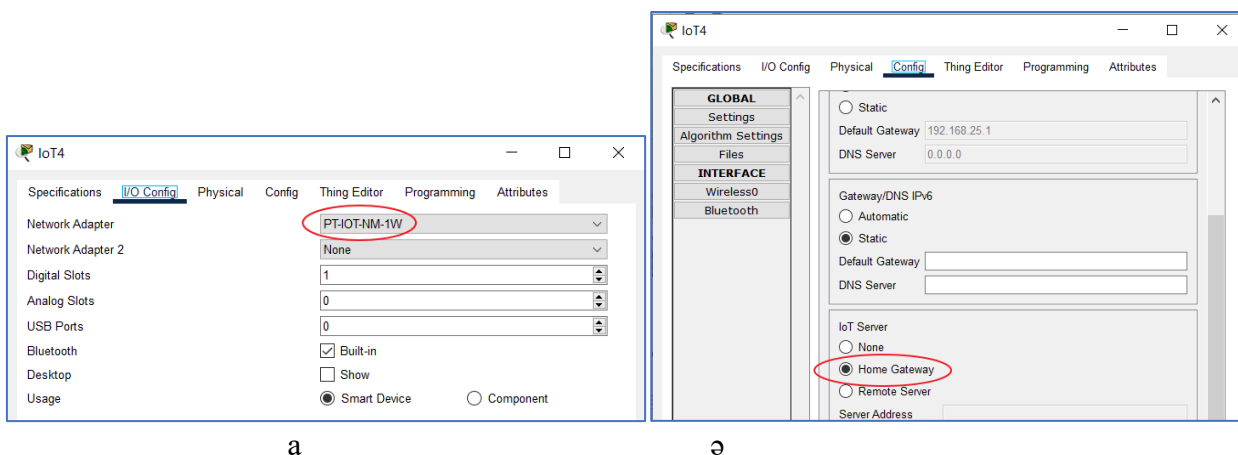 IoT4
Specifications I/O Config Physical Config Thing Editor Programming Attributes
Network Adapter PT-IOT-NM-1W
Network Adapter 2 None
Digital Slots 1
Analog Slots 0
USB Ports 0
Bluetooth Built-in
Desktop Show
Usage Smart Device Component
а
IoT4
Specifications I/O Config Physical Config Thing Editor Programming Attributes
GLOBAL
Settings
Algorithm Settings
Files
INTERFACE
Wireless0
Bluetooth
Static
Default Gateway 192.168.25.1
DNS Server 0.0.0.0
Gateway/DNS IPv6
Automatic
Static
Default Gateway
DNS Server
IoT Server
None
Home Gateway
Remote Server
Server Address
ә